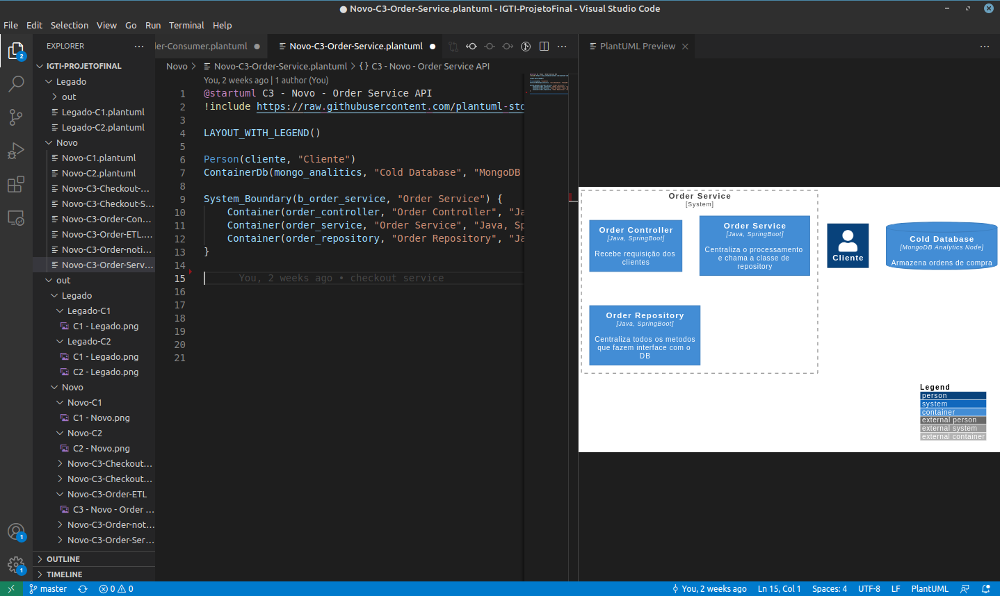 ● Novo-C3-Order-Service.plantuml - IGTI-ProjetoFinal - Visual Studio Code
File Edit Selection View Go Run Terminal Help
EXPLORER
IGTI-PROJETOFINAL
Legado
out
Legado-C1.plantuml
Legado-C2.plantuml
Novo
Novo-C1.plantuml
Novo-C2.plantuml
Novo-C3-Checkout-...
Novo-C3-Checkout-S...
Novo-C3-Order-Con...
Novo-C3-Order-ETL....
Novo-C3-Order-noti...
Novo-C3-Order-Serv...
out
Legado
Legado-C1
C1 - Legado.png
Legado-C2
C1 - Legado.png
C2 - Legado.png
Novo
Novo-C1
C1 - Novo.png
Novo-C2
C2 - Novo.png
Novo-C3-Checkout...
Novo-C3-Checkout...
Novo-C3-Order-ETL
C3 - Novo - Order ...
Novo-C3-Order-not...
Novo-C3-Order-Ser...
OUTLINE
TIMELINE
2
1
1
er-Consumer.plantuml ●
Novo-C3-Order-Service.plantuml ●
Novo > Novo-C3-Order-Service.plantuml > {} C3 - Novo - Order Service API
You, 2 weeks ago | 1 author (You)
1 @startuml C3 - Novo - Order Service API
2 !include https://raw.githubusercontent.com/plantuml-std
3
4 LAYOUT_WITH_LEGEND()
5
6 Person(cliente, "Cliente")
7 ContainerDb(mongo_analitics, "Cold Database", "MongoDB
8
9 System_Boundary(b_order_service, "Order Service") {
10 Container(order_controller, "Order Controller", "Ja
11 Container(order_service, "Order Service", "Java, Sp
12 Container(order_repository, "Order Repository", "Ja
13 }
14
15 You, 2 weeks ago • checkout service
16
17
18
19
20
21
PlantUML Preview
Order Service
[System]
Order Controller
[Java, SpringBoot]
Recebe requisição dos
clientes
Order Service
[Java, SpringBoot]
Centraliza o processamento
e chama a classe de
repository
Cliente
Cold Database
[MongoDB Analytics Node]
Armazena ordens de compra
Order Repository
[Java, SpringBoot]
Centraliza todos os metodos
que fazem interface com o
DB
Legend
person
system
container
external person
external system
external container
master
0 0
You, 2 weeks ago
Ln 15, Col 1
Spaces: 4
UTF-8
LF
PlantUML